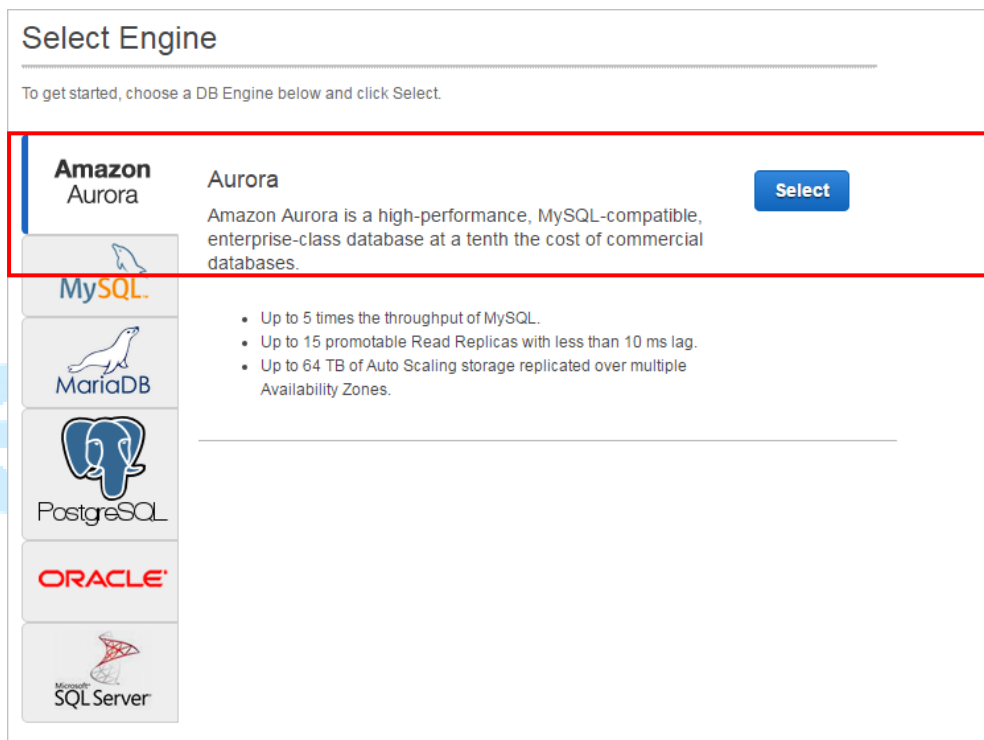 Select Engine
To get started, choose a DB Engine below and click Select.
Amazon
Aurora
Aurora
Select
Amazon Aurora is a high-performance, MySQL-compatible,
enterprise-class database at a tenth the cost of commercial
databases.
Up to 5 times the throughput of MySQL.
Up to 15 promotable Read Replicas with less than 10 ms lag.
Up to 64 TB of Auto Scaling storage replicated over multiple
Availability Zones.
MySQL™
MariaDB
PostgreSQL
ORACLE
Microsoft
SQL Server